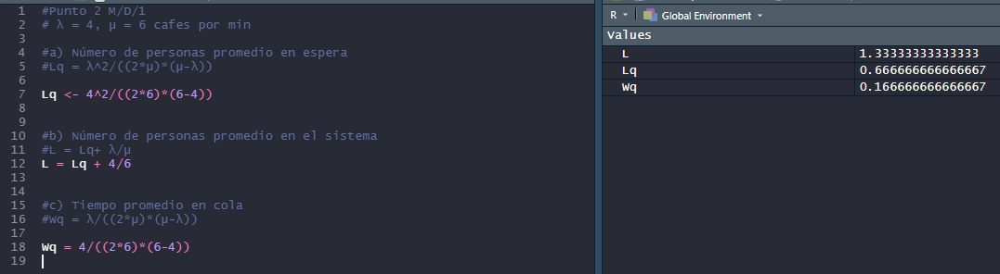 1 #Punto 2 M/D/1
2 # λ = 4, μ = 6 cafes por min
3
4 #a) Número de personas promedio en espera
5 #Lq = λ^2/((2*μ)*(μ-λ))
6
7 Lq <- 4^2/((2*6)*(6-4))
8
9
10 #b) Número de personas promedio en el sistema
11 #L = Lq+ λ/μ
12 L = Lq + 4/6
13
14
15 #c) Tiempo promedio en cola
16 #Wq = λ/((2*μ)*(μ-λ))
17
18 Wq = 4/((2*6)*(6-4))
19
R Global Environment
Values
L 1.33333333333333
Lq 0.666666666666667
Wq 0.166666666666667